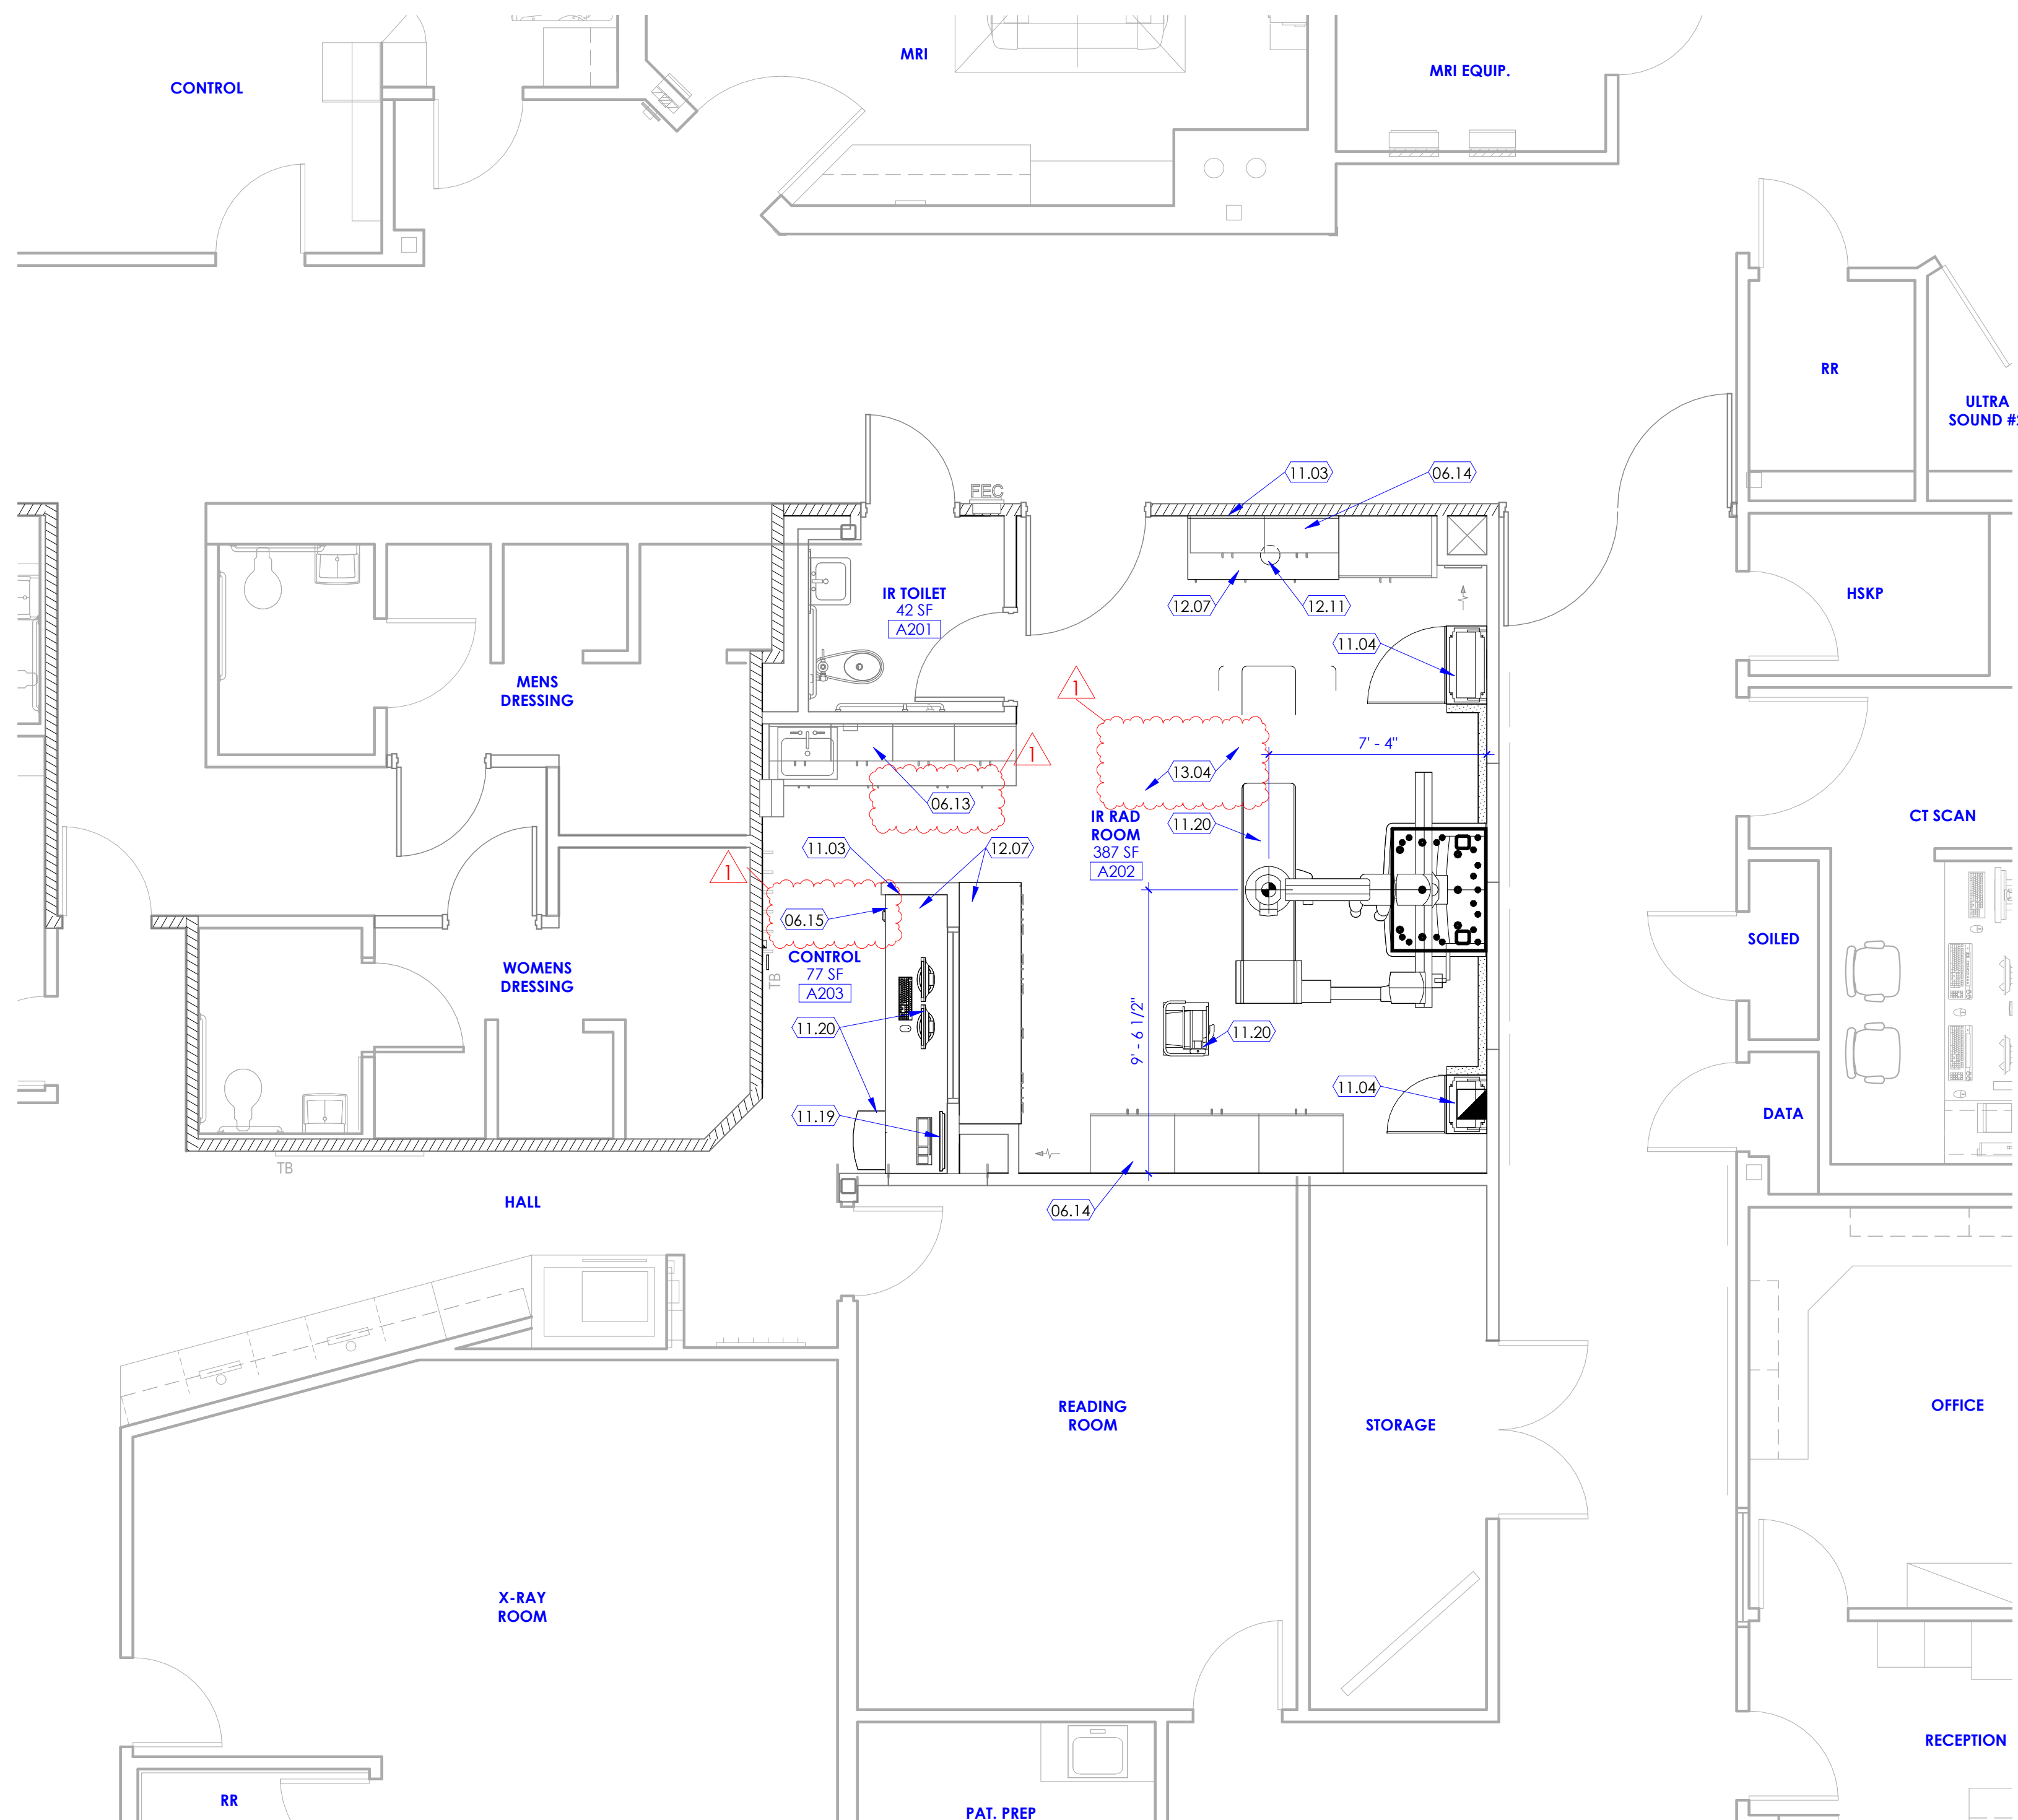 MRI
MRI EQUIP.
CONTROL
RR
ULTRA
SOUND #
11.03
06.14
FEC
IR TOILET
42 SF
A201
12.07
12.11
HSKP
11.04
MENS
DRESSING
1
1
7' - 4"
13.04
06.13
IR RAD
ROOM
387 SF
A202
11.20
CT SCAN
11.03
12.07
1
06.15
CONTROL
77 SF
A203
TB
SOILED
WOMENS
DRESSING
11.20
9' - 6 1/2"
11.20
11.04
11.19
DATA
TB
HALL
06.14
READING
ROOM
STORAGE
OFFICE
X-RAY
ROOM
RECEPTION
RR
PAT. PREP